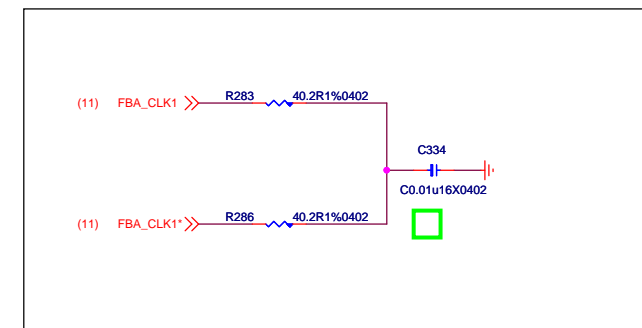 (11) FBA_CLK1 R283 40.2R1%0402
C334
C0.01u16X0402
(11) FBA_CLK1* R286 40.2R1%0402